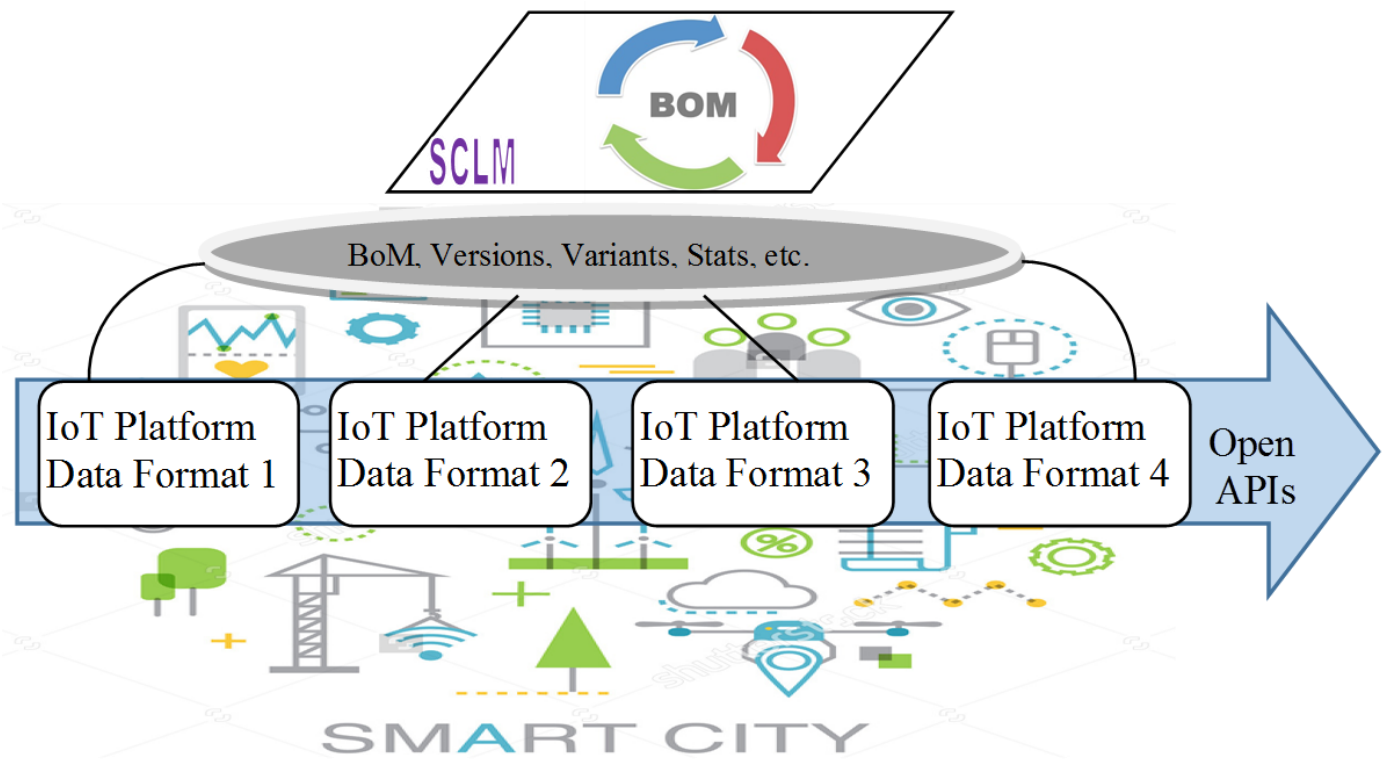 BOM
SCLM
BoM, Versions, Variants, Stats, etc.
IoT Platform
Data Format 1
IoT Platform
Data Format 2
IoT Platform
Data Format 3
IoT Platform
Data Format 4
Open
APIs
%
shutterstock
SMART CITY